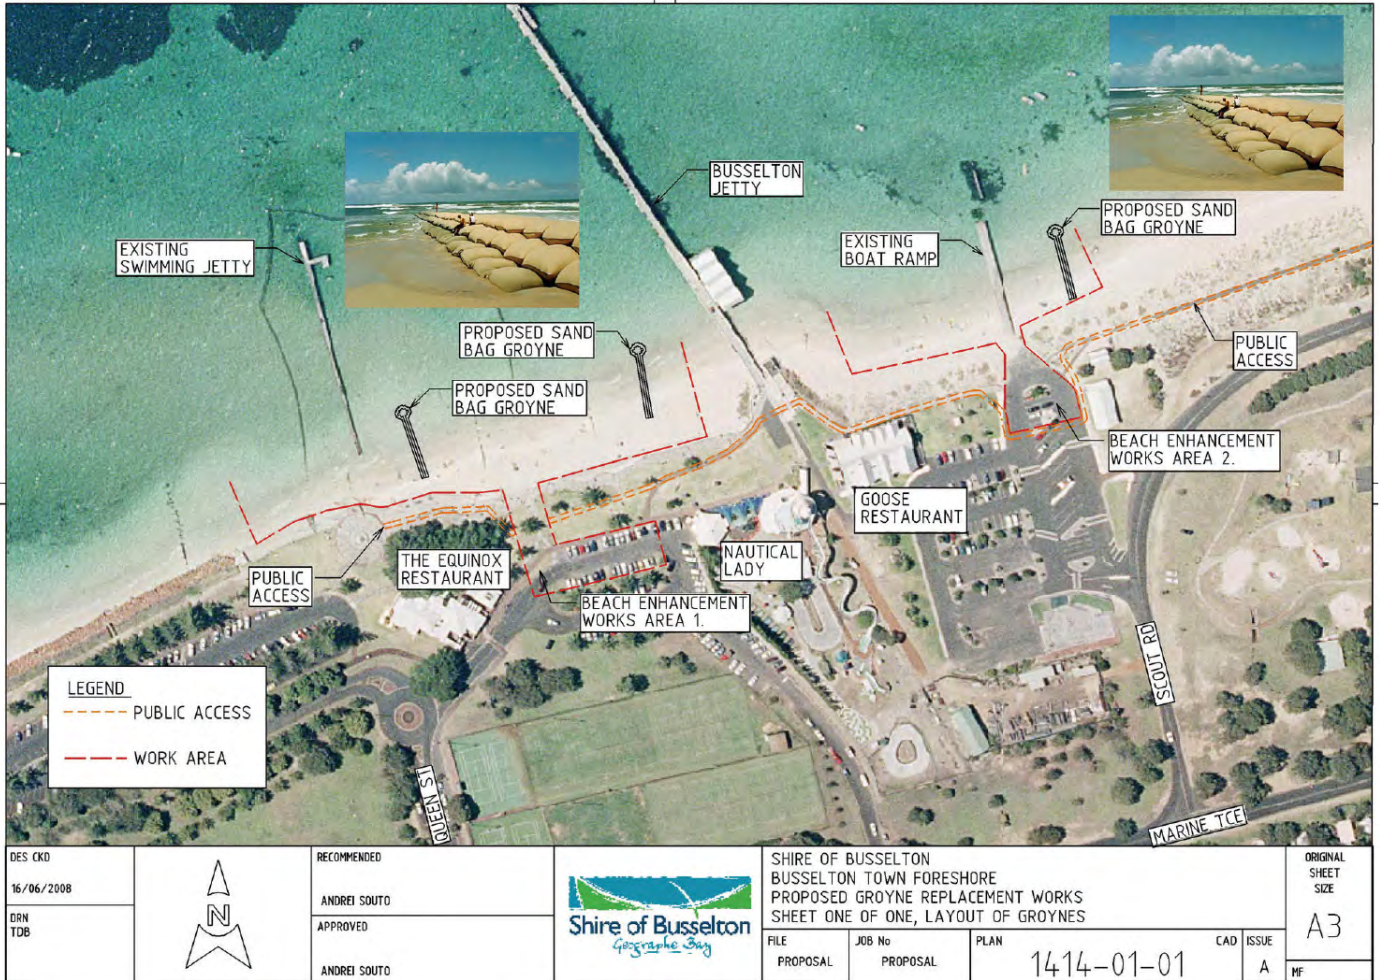 BUSSELTON
JETTY
PROPOSED SAND
BAG GROYNE
EXISTING
SWIMMING JETTY
EXISTING
BOAT RAMP
PROPOSED SAND
BAG GROYNE
PUBLIC
ACCESS
PROPOSED SAND
BAG GROYNE
BEACH ENHANCEMENT
WORKS AREA 2.
GOOSE
RESTAURANT
THE EQUINOX
RESTAURANT
NAUTICAL
LADY
PUBLIC
ACCESS
BEACH ENHANCEMENT
WORKS AREA 1.
SCOUT RD
QUEEN ST
MARINE TCE
LEGEND
PUBLIC ACCESS
WORK AREA
DES CKD
16/06/2008
DRN
TDB
N
RECOMMENDED
ANDREI SOUTO
APPROVED
ANDREI SOUTO
Shire of Busselton
Geographe Bay
SHIRE OF BUSSELTON
BUSSELTON TOWN FORESHORE
PROPOSED GROYNE REPLACEMENT WORKS
SHEET ONE OF ONE, LAYOUT OF GROYNES
FILE
PROPOSAL
JOB No
PROPOSAL
PLAN
1414-01-01
CAD
ISSUE
A
ORIGINAL
SHEET
SIZE
A3
MF